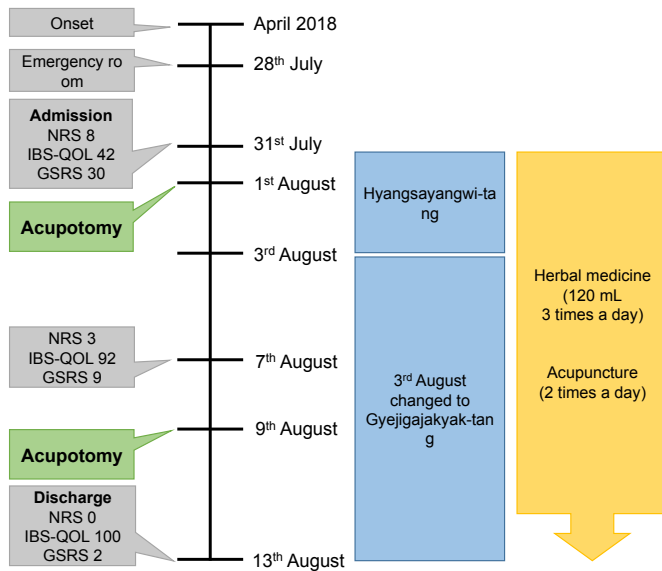 Onset
April 2018
Emergency ro
om
28th July
Admission
NRS 8
IBS-QOL 42
GSRS 30
31st July
1st August
Acupotomy
3rd August
NRS 3
IBS-QOL 92
GSRS 9
7th August
9th August
Acupotomy
Discharge
NRS 0
IBS-QOL 100
GSRS 2
13th August
Hyangsayangwi-ta
ng
3rd August
changed to
Gyejigajakyak-tan
g
Herbal medicine
(120 mL
3 times a day)
Acupuncture
(2 times a day)